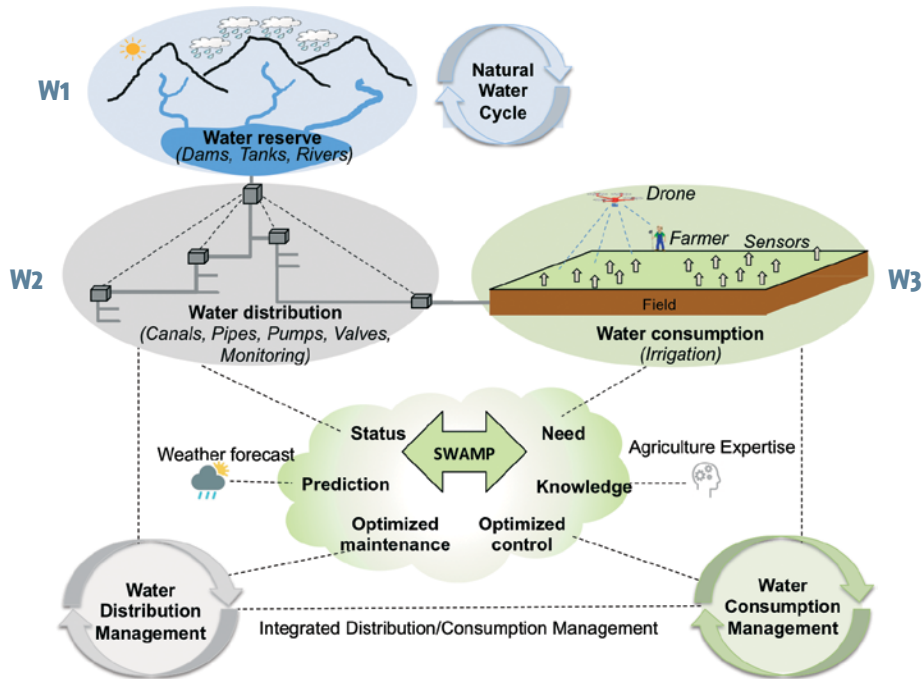 W1
Natural
Water
Cycle
Water reserve
(Dams, Tanks, Rivers)
Drone
Farmer
Sensors
W2
W3
Field
Water distribution
(Canals, Pipes, Pumps, Valves,
Monitoring)
Water consumption
(Irrigation)
Status
SWAMP
Need
Weather forecast
Agriculture Expertise
Prediction
Knowledge
Optimized
maintenance
Optimized
control
Water
Distribution
Management
Integrated Distribution/Consumption Management
Water
Consumption
Management